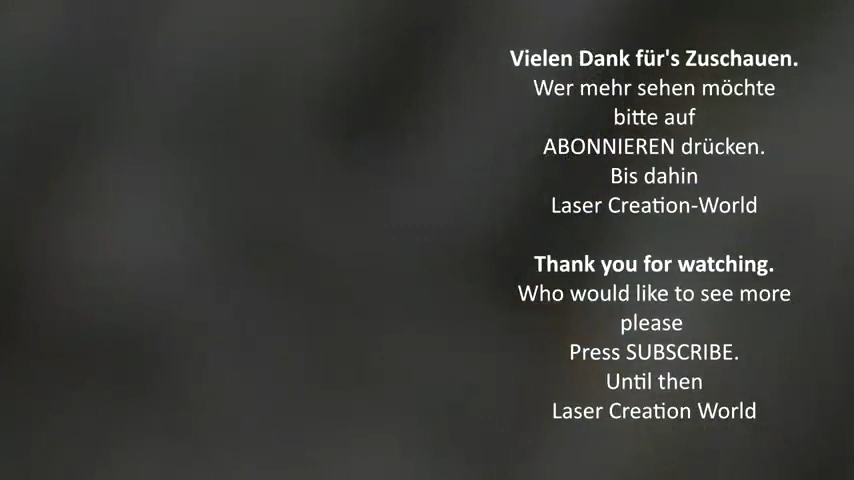 Vielen Dank für's Zuschauen.
Wer mehr sehen möchte
bitte auf
ABONNIEREN drücken.
Bis dahin
Laser Creation-World
Thank you for watching.
Who would like to see more
please
Press SUBSCRIBE.
Until then
Laser Creation World